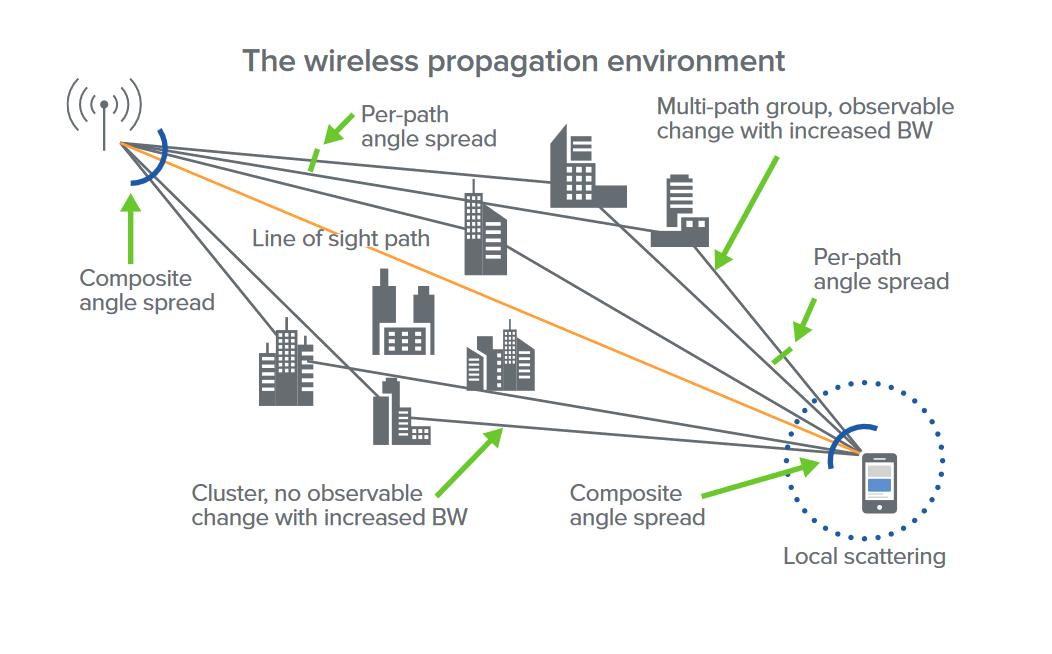 The wireless propagation environment
Per-path
angle spread
Multi-path group, observable
change with increased BW
Line of sight path
Composite
angle spread
Per-path
angle spread
Cluster, no observable
change with increased BW
Composite
angle spread
Local scattering